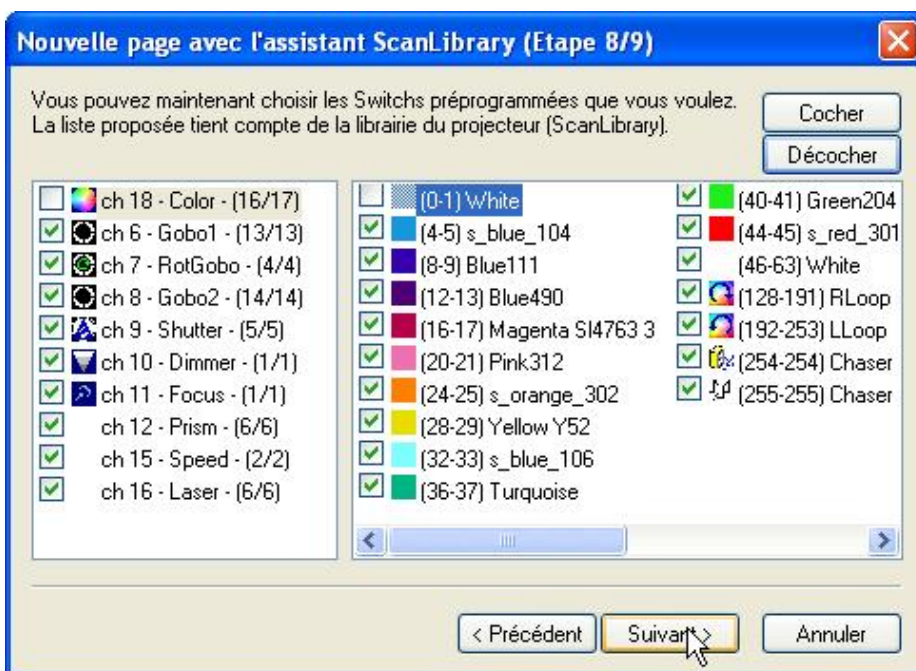 Nouvelle page avec l'assistant ScanLibrary (Etape 8/9)
Vous pouvez maintenant choisir les Switchs préprogrammées que vous voulez.
La liste proposée tient compte de la librairie du projecteur (ScanLibrary).
Cocher
Décocher
ch 18 - Color - (16/17)
ch 6 - Gobo1 - (13/13)
ch 7 - RotGobo - (4/4)
ch 8 - Gobo2 - (14/14)
ch 9 - Shutter - (5/5)
ch 10 - Dimmer - (1/1)
ch 11 - Focus - (1/1)
ch 12 - Prism - (6/6)
ch 15 - Speed - (2/2)
ch 16 - Laser - (6/6)
(0-1) White
(4-5) s_blue_104
(8-9) Blue111
(12-13) Blue490
(16-17) Magenta SI4763 3
(20-21) Pink312
(24-25) s_orange_302
(28-29) Yellow Y52
(32-33) s_blue_106
(36-37) Turquoise
(40-41) Green204
(44-45) s_red_301
(46-63) White
(128-191) RLoop
(192-253) LLoop
(254-254) Chaser
(255-255) Chaser
< Précédent
Suivant >
Annuler